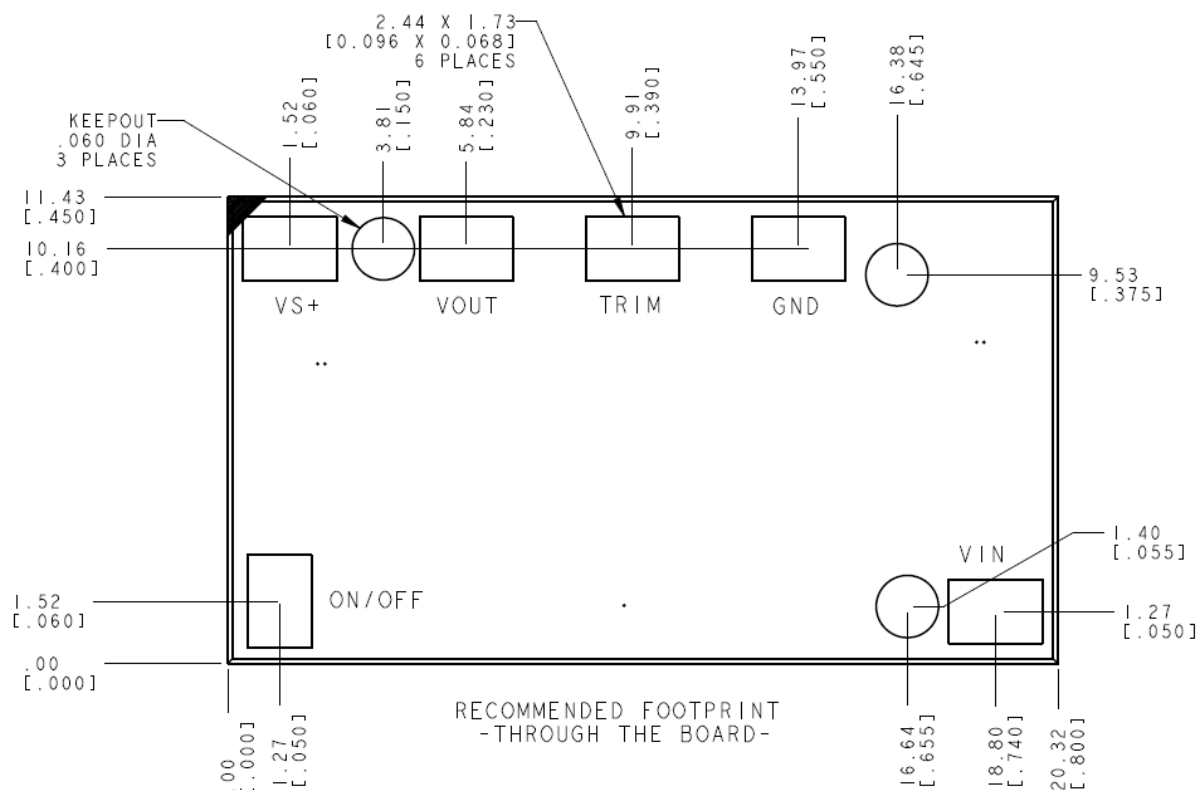 2.44 X 1.73
[0.096 X 0.068]
6 PLACES
KEEPOUT
.060 DIA
3 PLACES
1.52
[.060]
3.81
[.150]
5.84
[.230]
9.91
[.390]
13.97
[.550]
16.38
[.645]
11.43
[.450]
10.16
[.400]
9.53
[.375]
VS+
VOUT
TRIM
GND
1.40
[.055]
VIN
ON/OFF
1.52
[.060]
1.27
[.050]
.00
[.000]
RECOMMENDED FOOTPRINT
-THROUGH THE BOARD-
.00
[.000]
1.27
[.050]
16.64
[.655]
18.80
[.740]
20.32
[.800]